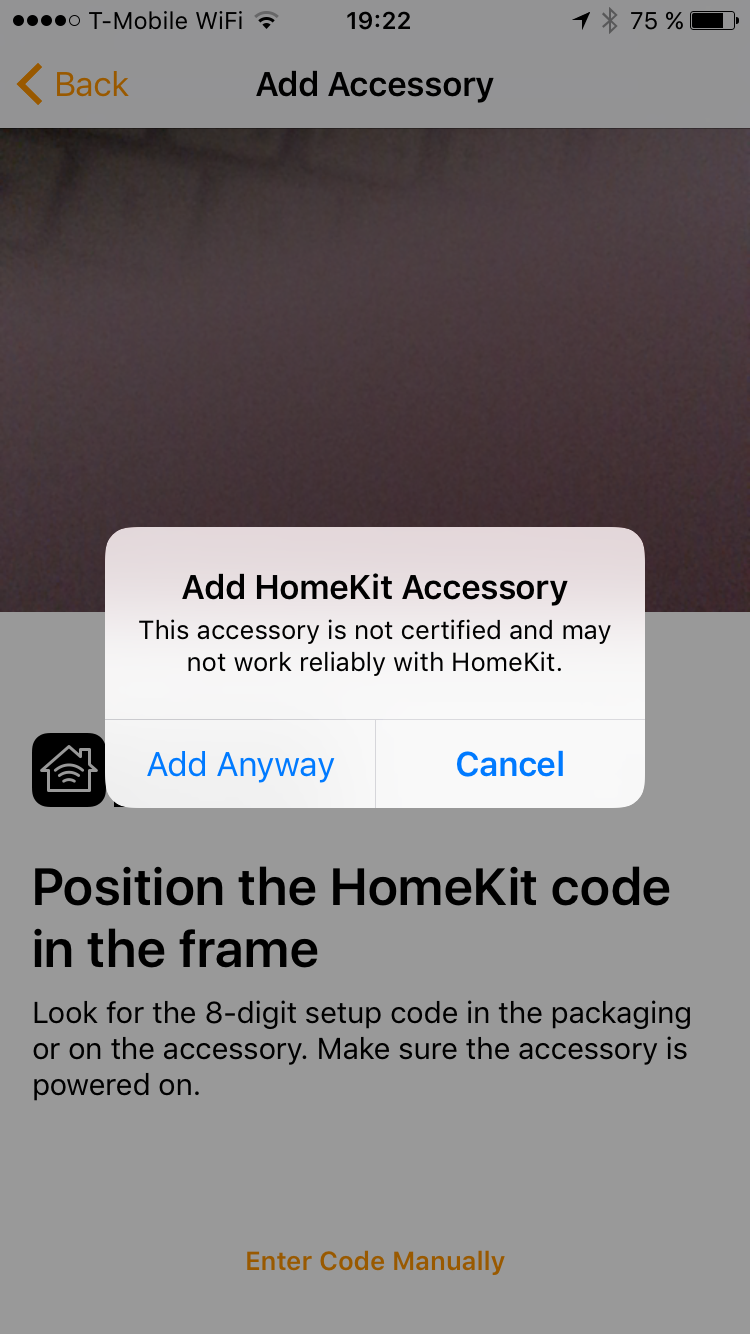 T-Mobile WiFi 19:22 75 %
Back Add Accessory
Add HomeKit Accessory
This accessory is not certified and may
not work reliably with HomeKit.
Add Anyway Cancel
Position the HomeKit code
in the frame
Look for the 8-digit setup code in the packaging
or on the accessory. Make sure the accessory is
powered on.
Enter Code Manually